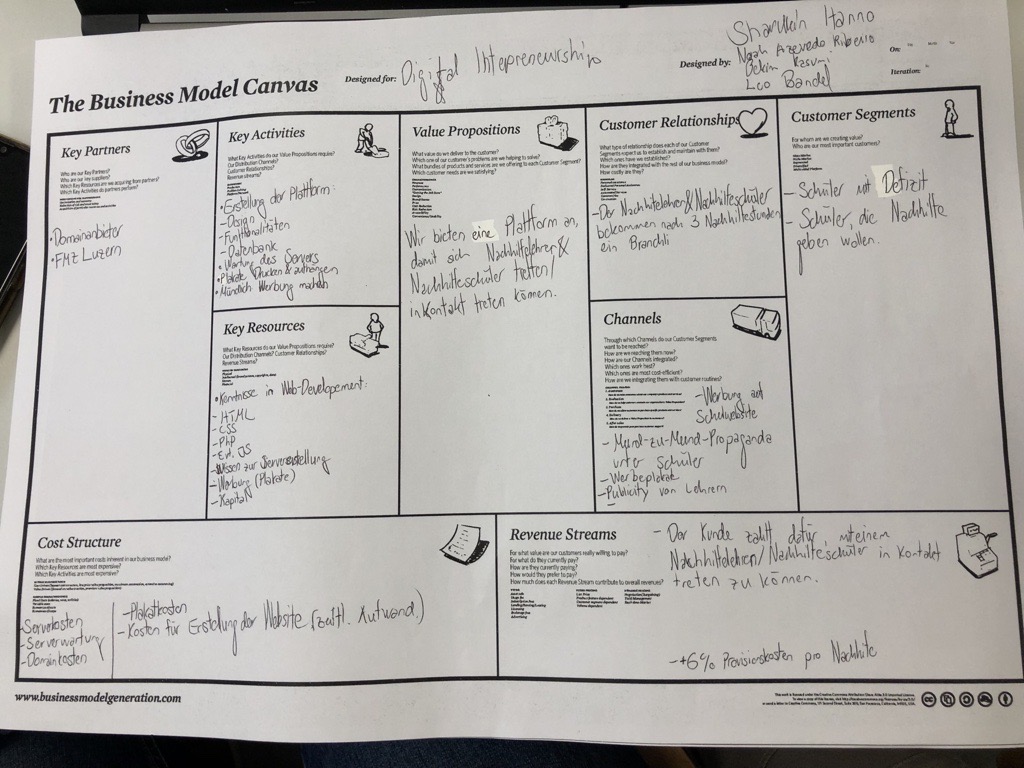 The Business Model Canvas
Designed for:
Digital Intepreneurship
Designed by:
Sharukin Hanno
Noah Azevedo Ribeiro
Dekim Kasumi
Leo Bandel
On:
Iteration:
Key Partners
Who are our Key Partners?
Who are our key suppliers?
Which Key Resources are we acquiring from partners?
Which Key Activities do partners perform?
•Domainanbieter
•FMZ Luzern
Key Activities
What Key Activities do our Value Propositions require?
Our Distribution Channels?
Customer Relationships?
Revenue streams?
•Erstellung der Plattform:
-Design
-Funktionalitäten
-Datenbank
•Wartung des Servers
•Plakate Drucken & aufhängen
•Mündlich Werbung machen
Key Resources
What Key Resources do our Value Propositions require?
Our Distribution Channels? Customer Relationships?
Revenue Streams?
•Kentnisse in Web-Developement:
-HTML
-CSS
-PhP
-Evt. JS
-Wissen zur Servererstellung
-Werbung (Plakate)
-Kapital
Value Propositions
What value do we deliver to the customer?
Which one of our customer's problems are we helping to solve?
What bundles of products and services are we offering to each Customer Segment?
Which customer needs are we satisfying?
Wir bieten eine Plattform an,
damit sich Nachhilfelehrer &
Nachhilfeschüler treffen/
in Kontakt treten können.
Customer Relationships
What type of relationship does each of our Customer
Segments expect us to establish and maintain with them?
Which ones have we established?
How are they integrated with the rest of our business model?
How costly are they?
-Der Nachhilfelehrer & Nachhilfeschüler
bekommen nach 3 Nachhilfestunden
ein Branchli
Channels
Through which Channels do our Customer Segments
want to be reached?
How are we reaching them now?
How are our Channels integrated?
Which ones work best?
Which ones are most cost-efficient?
How are we integrating them with customer routines?
-Werbung auf
Schulwebsite
-Mund-zu-Mund-Propaganda
unter Schüler
-Werbeplakate
-Publicity von Lehrern
Customer Segments
For whom are we creating value?
Who are our most important customers?
-Schüler mit Defizit
-Schüler, die Nachhilfe
geben wollen.
Cost Structure
What are the most important costs inherent in our business model?
Which Key Resources are most expensive?
Which Key Activities are most expensive?
-Serverkosten
-Serverwartung
-Domainkosten
-Plakatkosten
-Kosten für Erstellung der Website (zeitl. Aufwand.)
Revenue Streams
For what value are our customers really willing to pay?
For what do they currently pay?
How are they currently paying?
How would they prefer to pay?
How much does each Revenue Stream contribute to overall revenues?
-Der Kunde zahlt dafür, mit einem
Nachhilfelehrer/Nachhilfeschüler in Kontakt
treten zu können.
-+6% Provisionskosten pro Nachhilfe
www.businessmodelgeneration.com